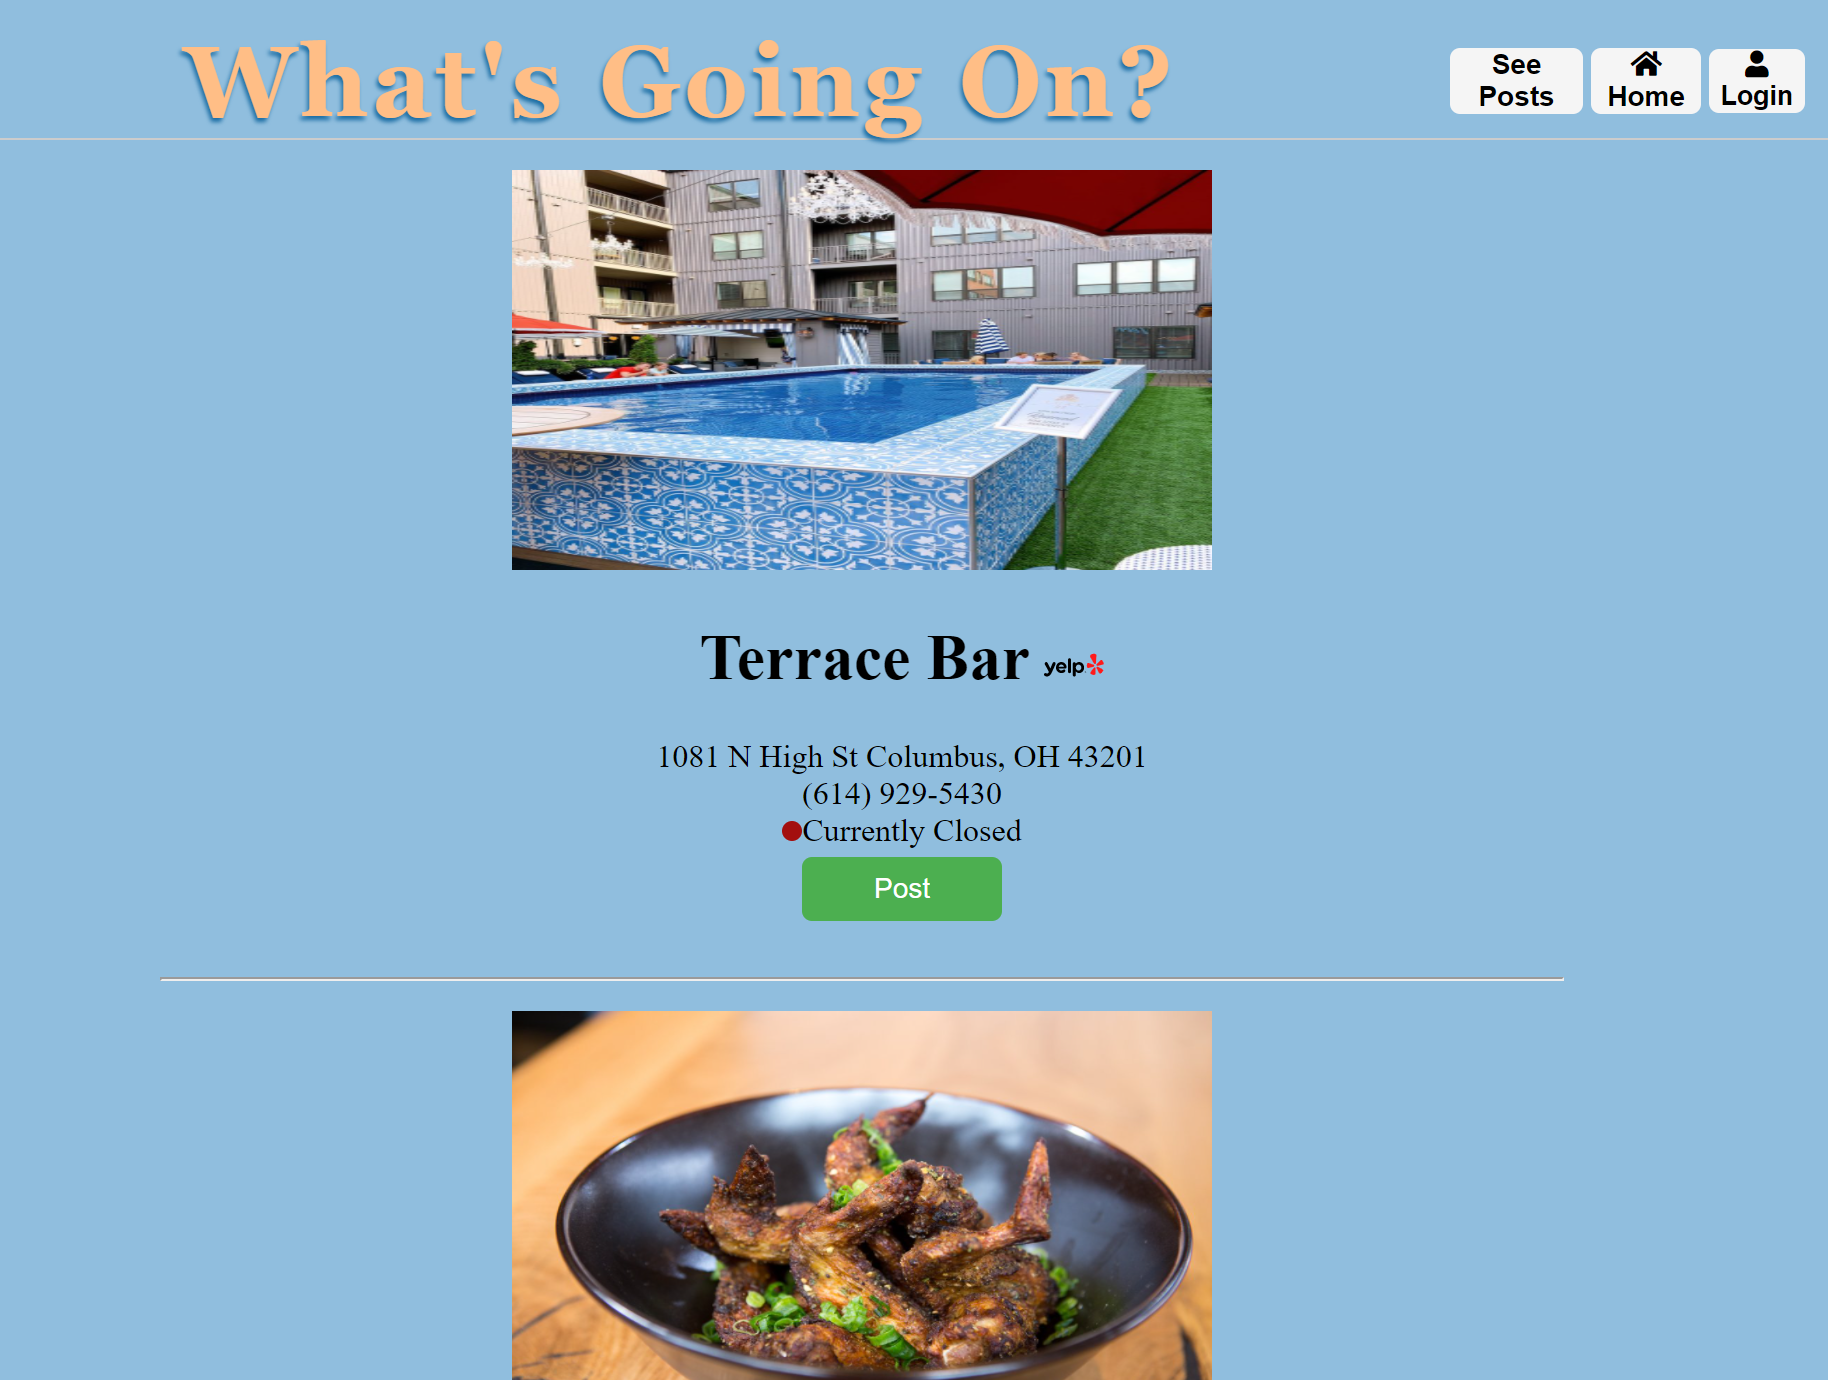 What's Going On?
See
Posts
Home
Login
Terrace Bar yelp
1081 N High St Columbus, OH 43201
(614) 929-5430
Currently Closed
Post